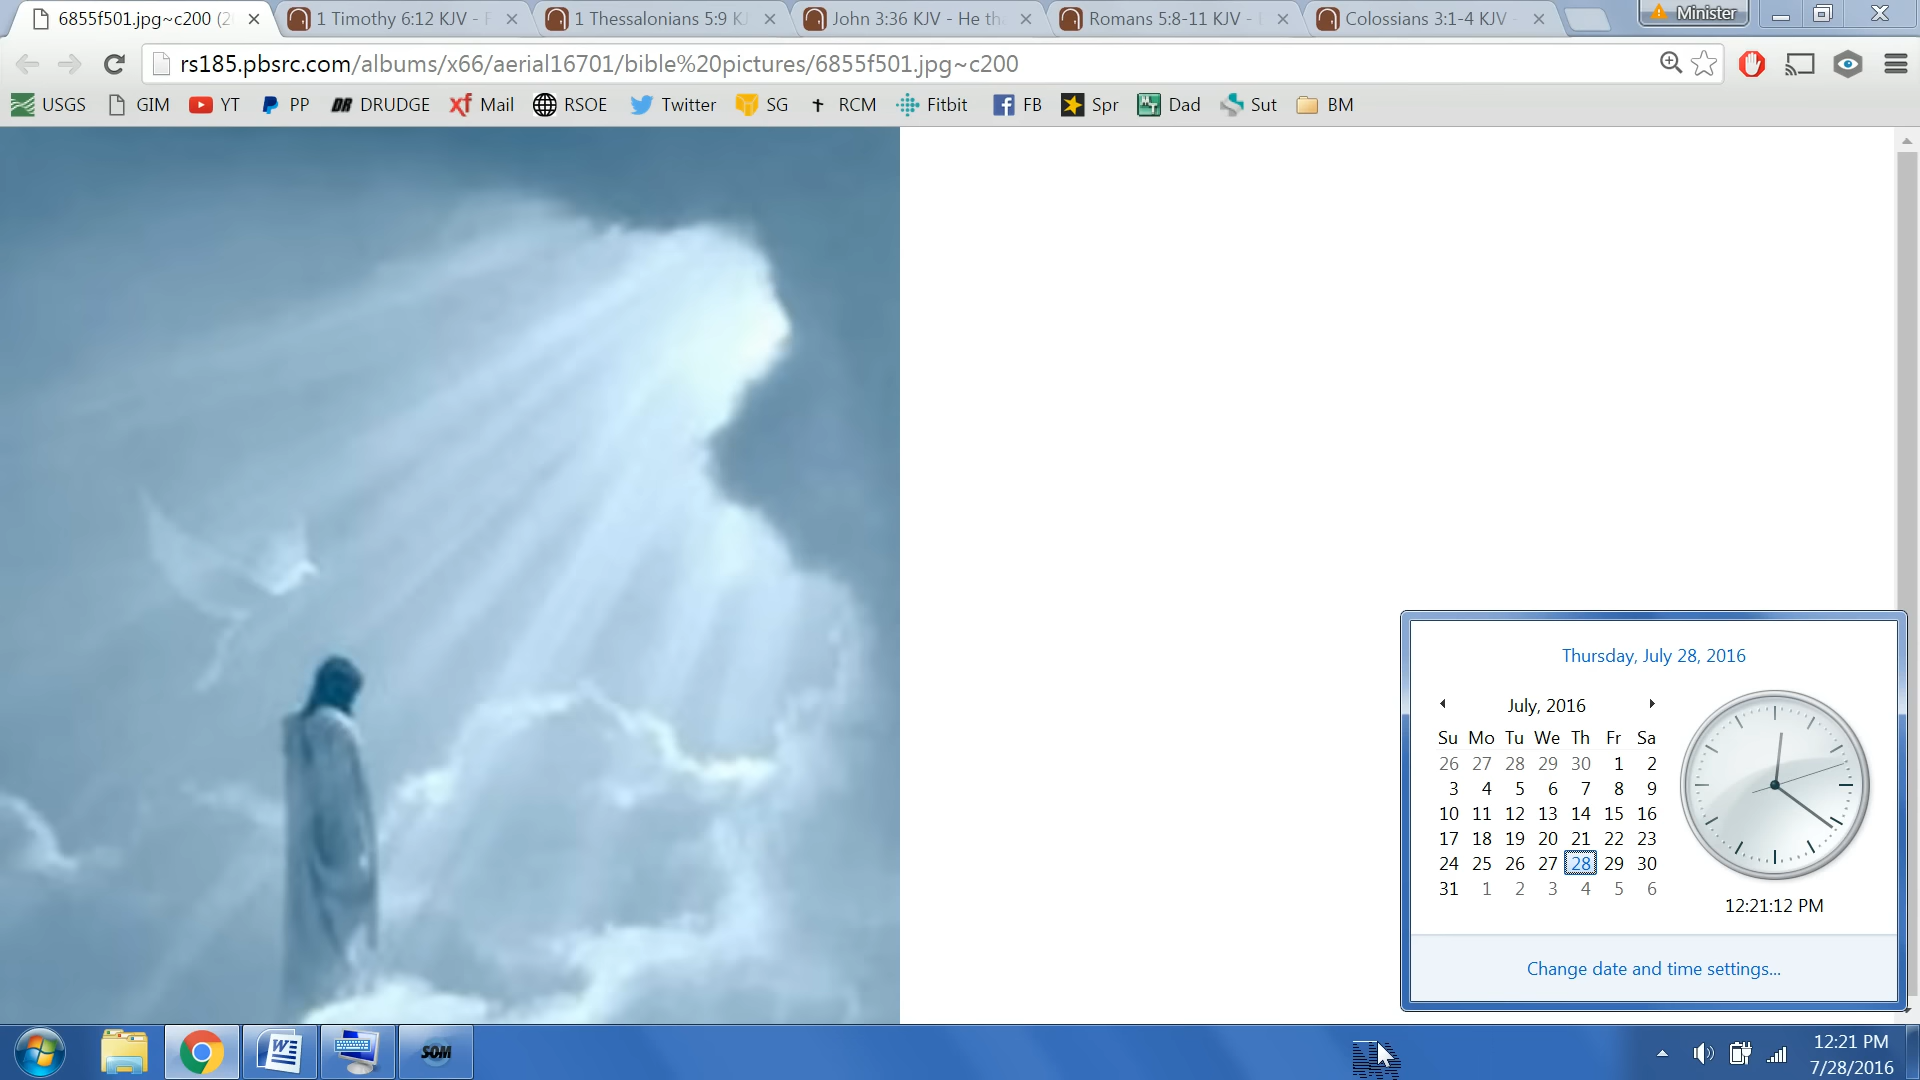 6855f501.jpg~c200 (2
1 Timothy 6:12 KJV - F
1 Thessalonians 5:9 KJ
John 3:36 KJV - He th
Romans 5:8-11 KJV -
Colossians 3:1-4 KJV -
Minister
rs185.pbsrc.com/albums/x66/aerial16701/bible%20pictures/6855f501.jpg~c200
USGS GIM YT PP DR DRUDGE xf Mail RSOE Twitter SG RCM Fitbit FB Spr Dad Sut BM
Thursday, July 28, 2016
July, 2016
Su Mo Tu We Th Fr Sa
26 27 28 29 30 1 2
3 4 5 6 7 8 9
10 11 12 13 14 15 16
17 18 19 20 21 22 23
24 25 26 27 28 29 30
31 1 2 3 4 5 6
12:21:12 PM
Change date and time settings...
SOM
12:21 PM
7/28/2016